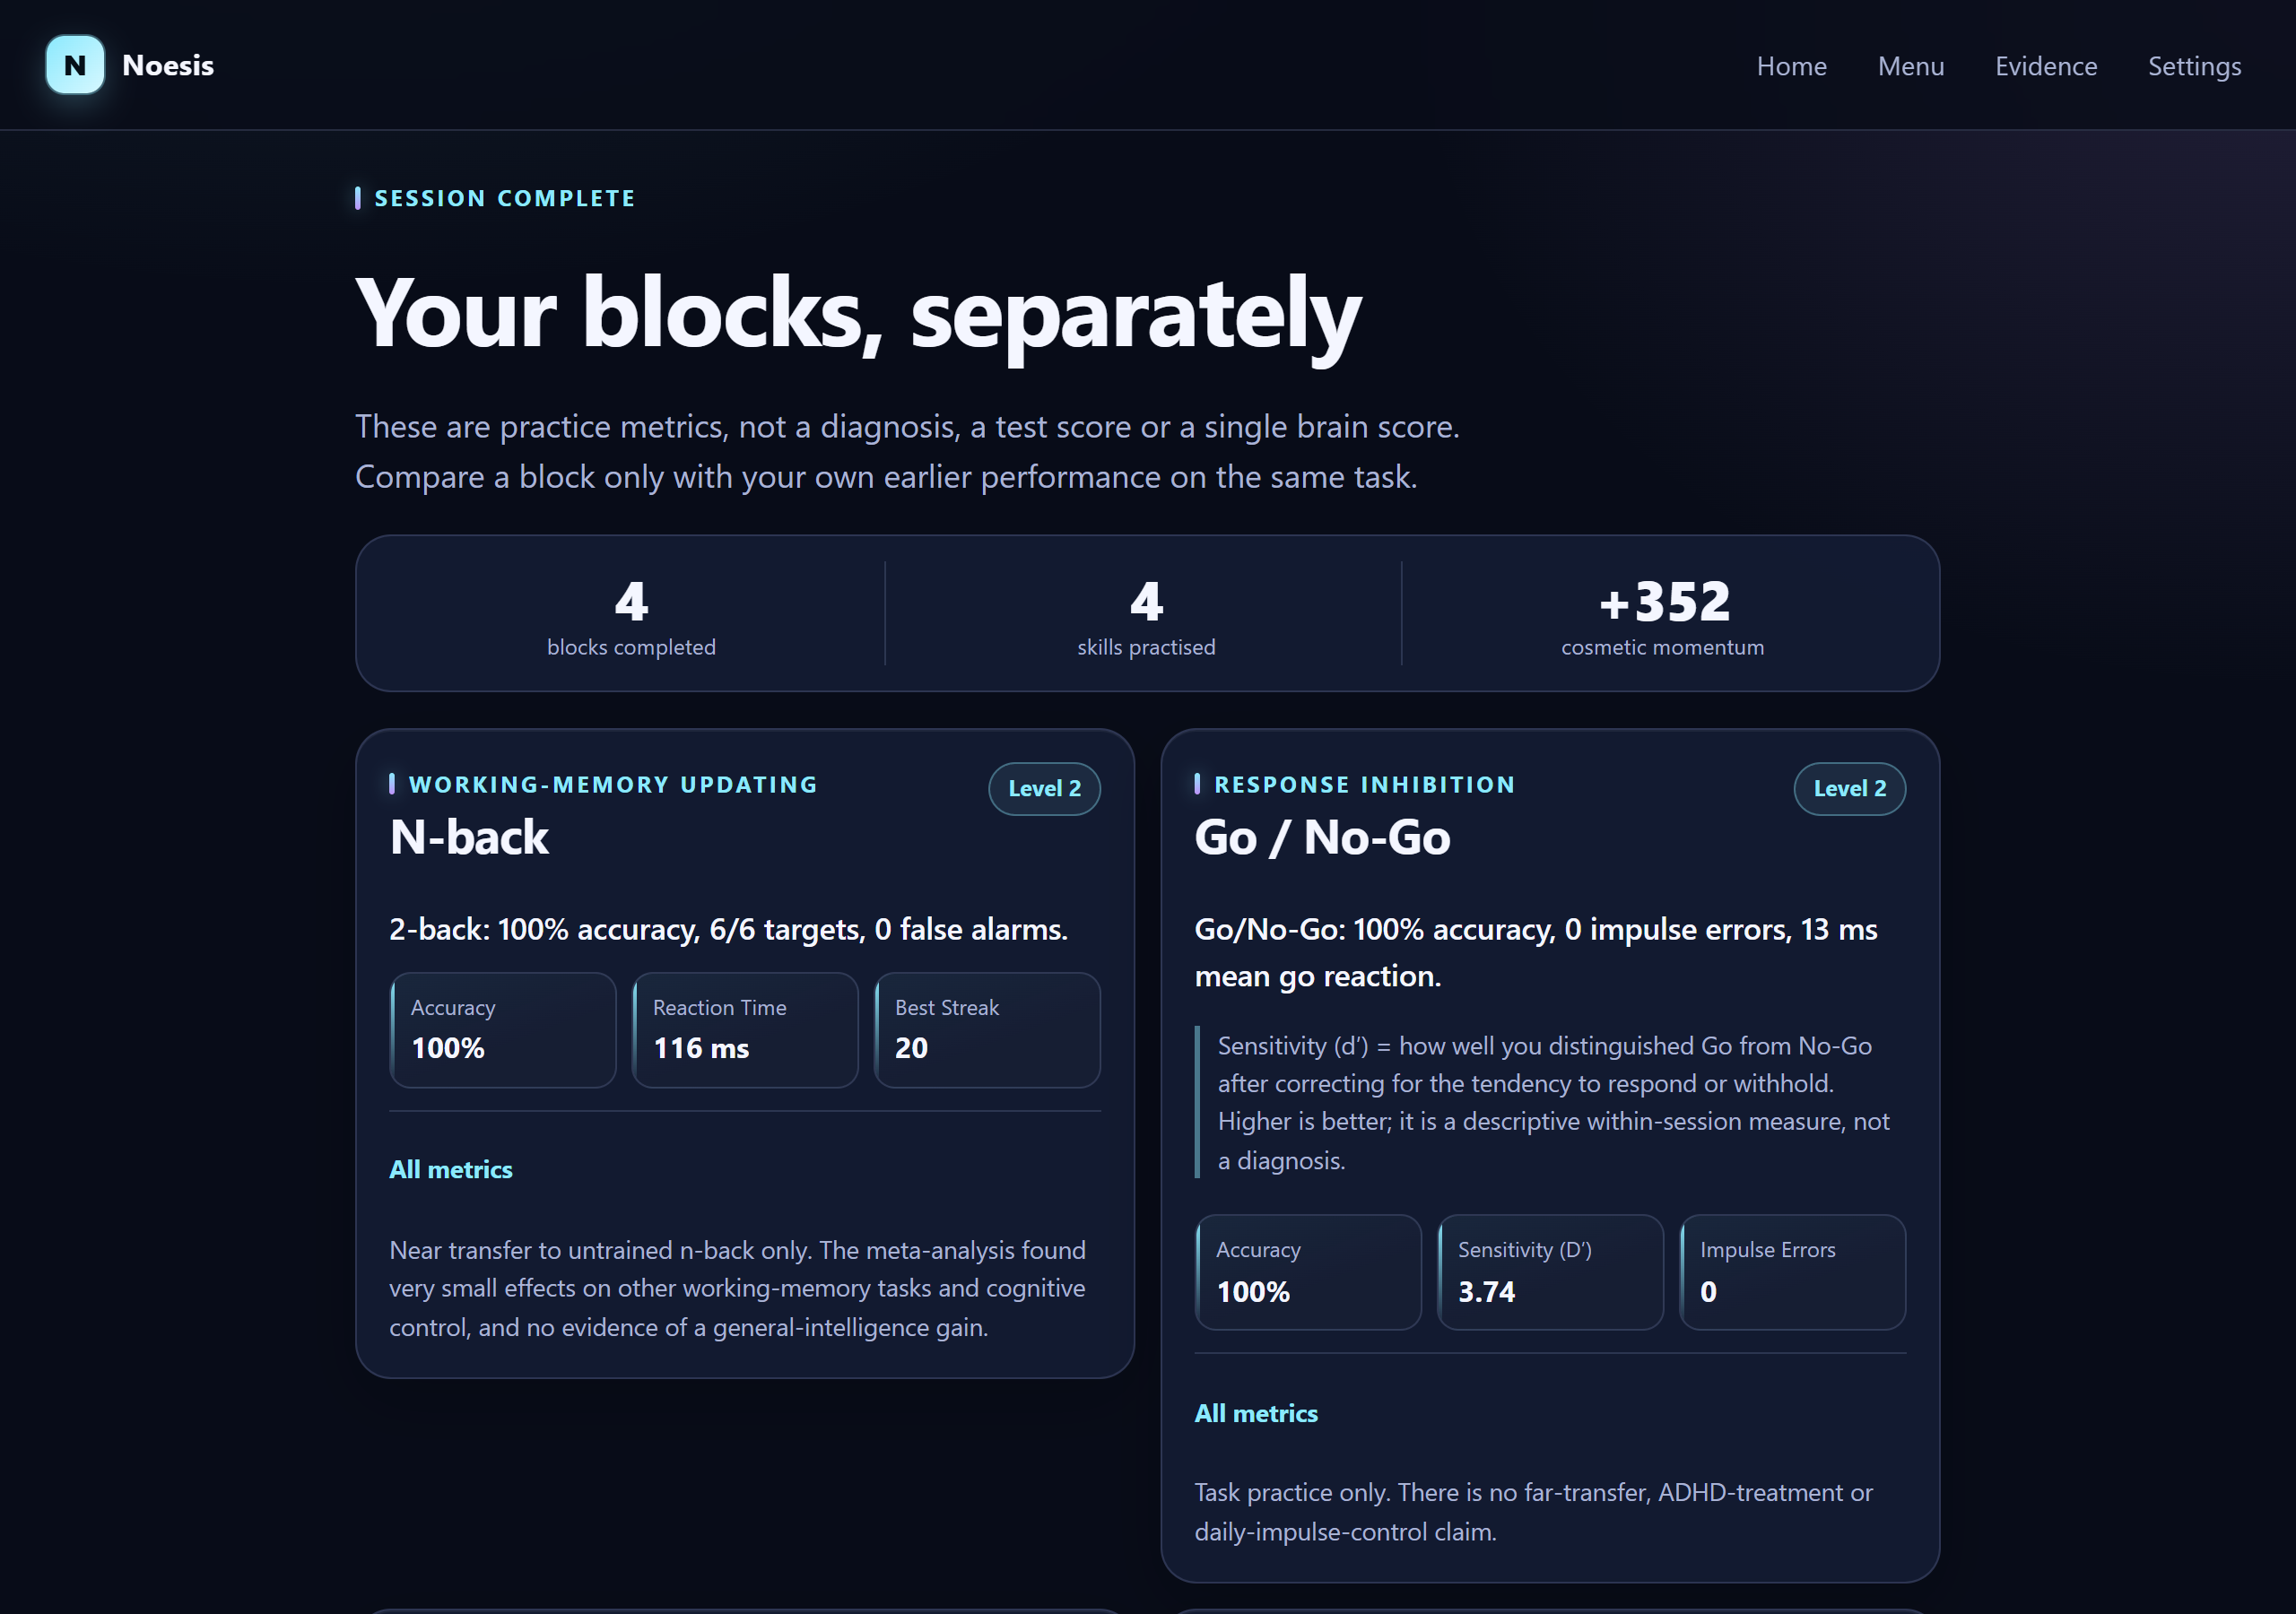 N Noesis
Home Menu Evidence Settings
SESSION COMPLETE
Your blocks, separately
These are practice metrics, not a diagnosis, a test score or a single brain score.
Compare a block only with your own earlier performance on the same task.
4
blocks completed
4
skills practised
+352
cosmetic momentum
WORKING-MEMORY UPDATING
Level 2
N-back
2-back: 100% accuracy, 6/6 targets, 0 false alarms.
Accuracy
100%
Reaction Time
116 ms
Best Streak
20
All metrics
Near transfer to untrained n-back only. The meta-analysis found
very small effects on other working-memory tasks and cognitive
control, and no evidence of a general-intelligence gain.
RESPONSE INHIBITION
Level 2
Go / No-Go
Go/No-Go: 100% accuracy, 0 impulse errors, 13 ms
mean go reaction.
Sensitivity (d′) = how well you distinguished Go from No-Go
after correcting for the tendency to respond or withhold.
Higher is better; it is a descriptive within-session measure, not
a diagnosis.
Accuracy
100%
Sensitivity (D′)
3.74
Impulse Errors
0
All metrics
Task practice only. There is no far-transfer, ADHD-treatment or
daily-impulse-control claim.